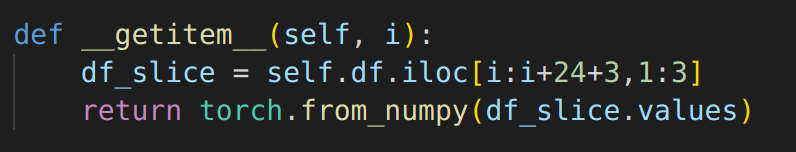 def __getitem__(self, i):
    df_slice = self.df.iloc[i:i+24+3,1:3]
    return torch.from_numpy(df_slice.values)